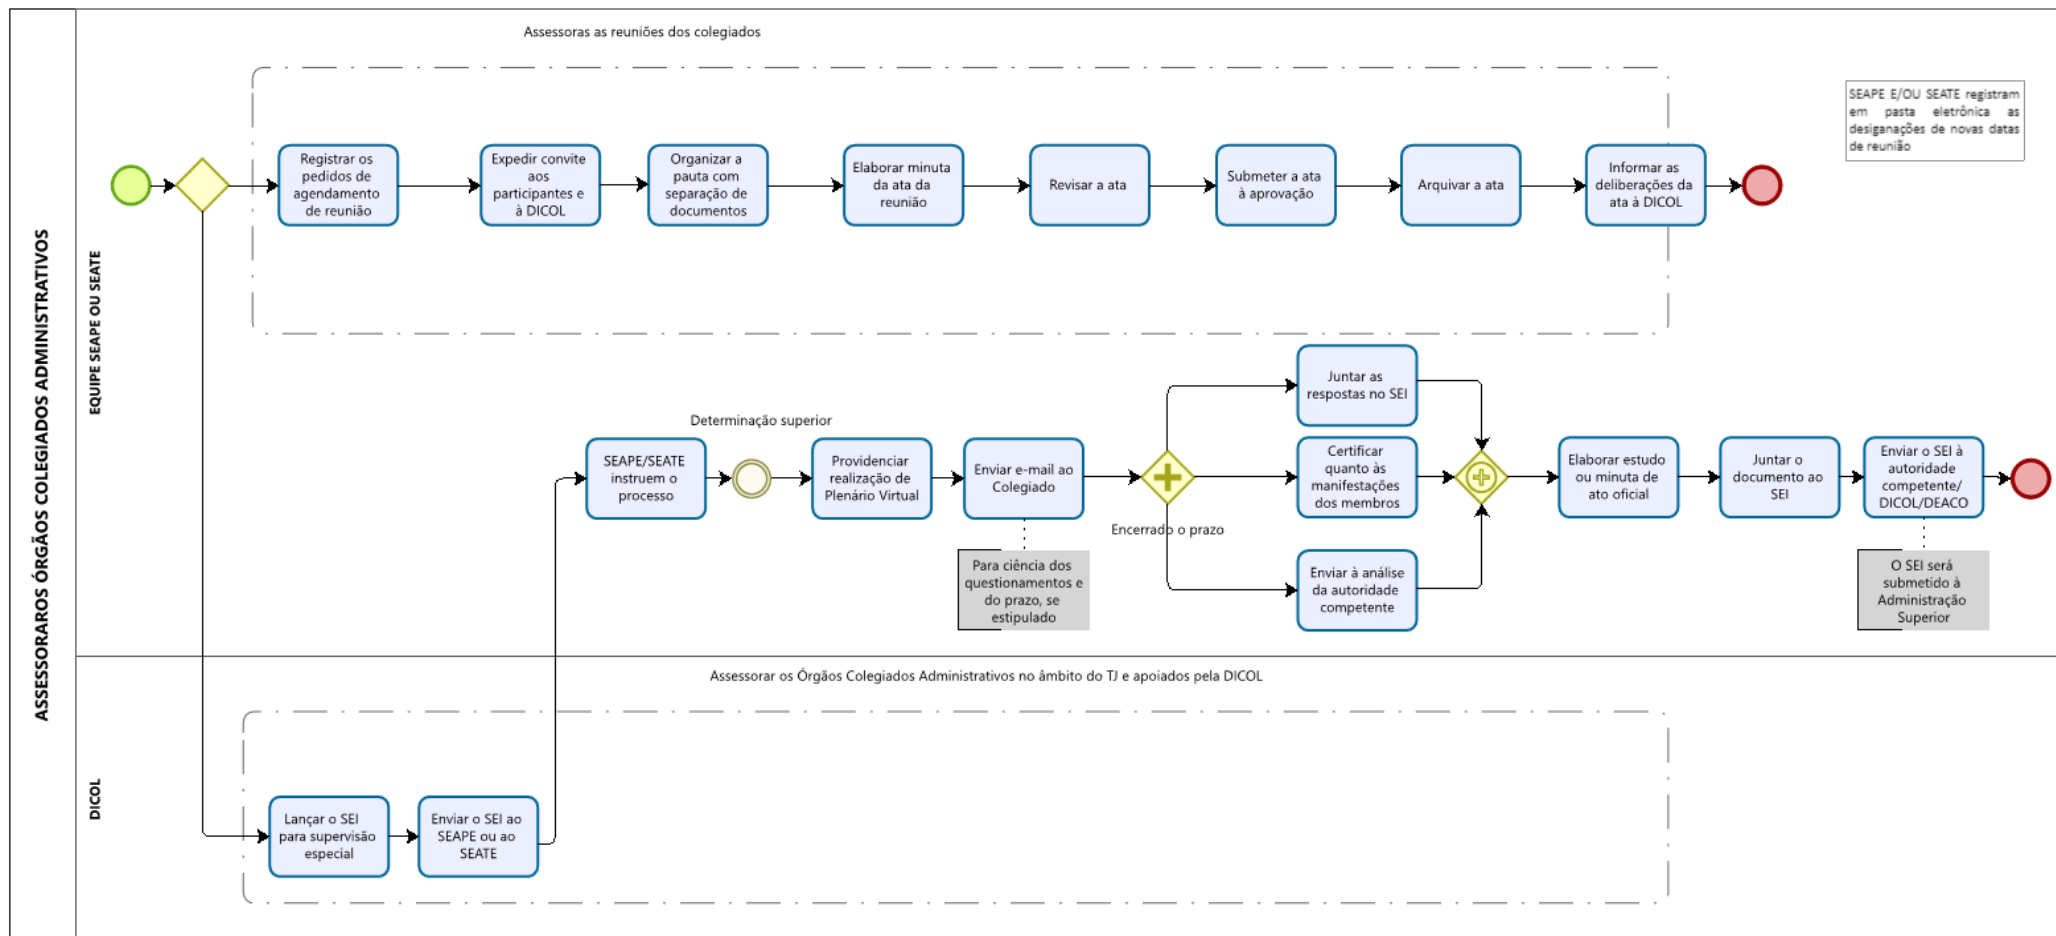 ASSESSORAROS ÓRGÃOS COLEGIADOS ADMINISTRATIVOS
EQUIPE SEAPE OU SEATE
Assessoras as reuniões dos colegiados
SEAPE E/OU SEATE registram
em pasta eletrônica as
desiganações de novas datas
de reunião
Registrar os
pedidos de
agendamento
de reunião
Expedir convite
aos
participantes e
à DICOL
Organizar a
pauta com
separação de
documentos
Elaborar minuta
da ata da
reunião
Revisar a ata
Submeter a ata
à aprovação
Arquivar a ata
Informar as
deliberações da
ata à DICOL
SEAPE/SEATE
instruem o
processo
Determinação superior
Providenciar
realização de
Plenário Virtual
Enviar e-mail ao
Colegiado
Para ciência dos
questionamentos e
do prazo, se
estipulado
Encerrado o prazo
Juntar as
respostas no SEI
Certificar
quanto às
manifestações
dos membros
Enviar à análise
da autoridade
competente
Elaborar estudo
ou minuta de
ato oficial
Juntar o
documento ao
SEI
Enviar o SEI à
autoridade
competente/
DICOL/DEACO
O SEI será
submetido à
Administração
Superior
DICOL
Assessorar os Órgãos Colegiados Administrativos no âmbito do TJ e apoiados pela DICOL
Lançar o SEI
para supervisão
especial
Enviar o SEI ao
SEAPE ou ao
SEATE